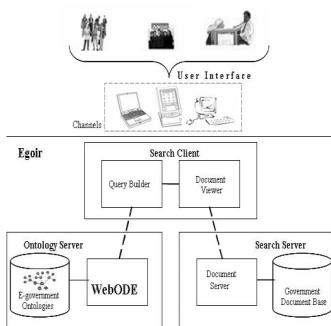 User Interface
Channels
Egoir
Search Client
Query Builder
Document Viewer
Ontology Server
E-government Ontologies
WebODE
Search Server
Document Server
Government Document Base